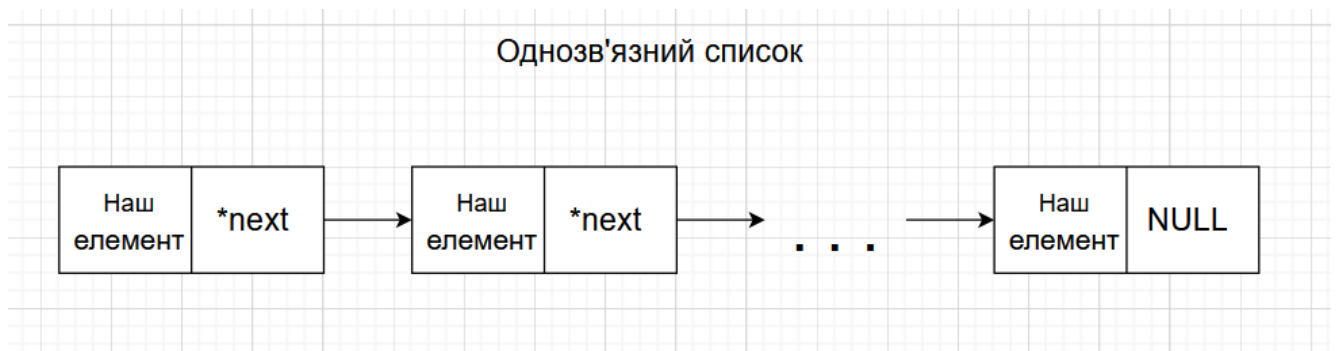 Однозв'язний список
Наш
елемент
*next
Наш
елемент
*next
. . .
Наш
елемент
NULL